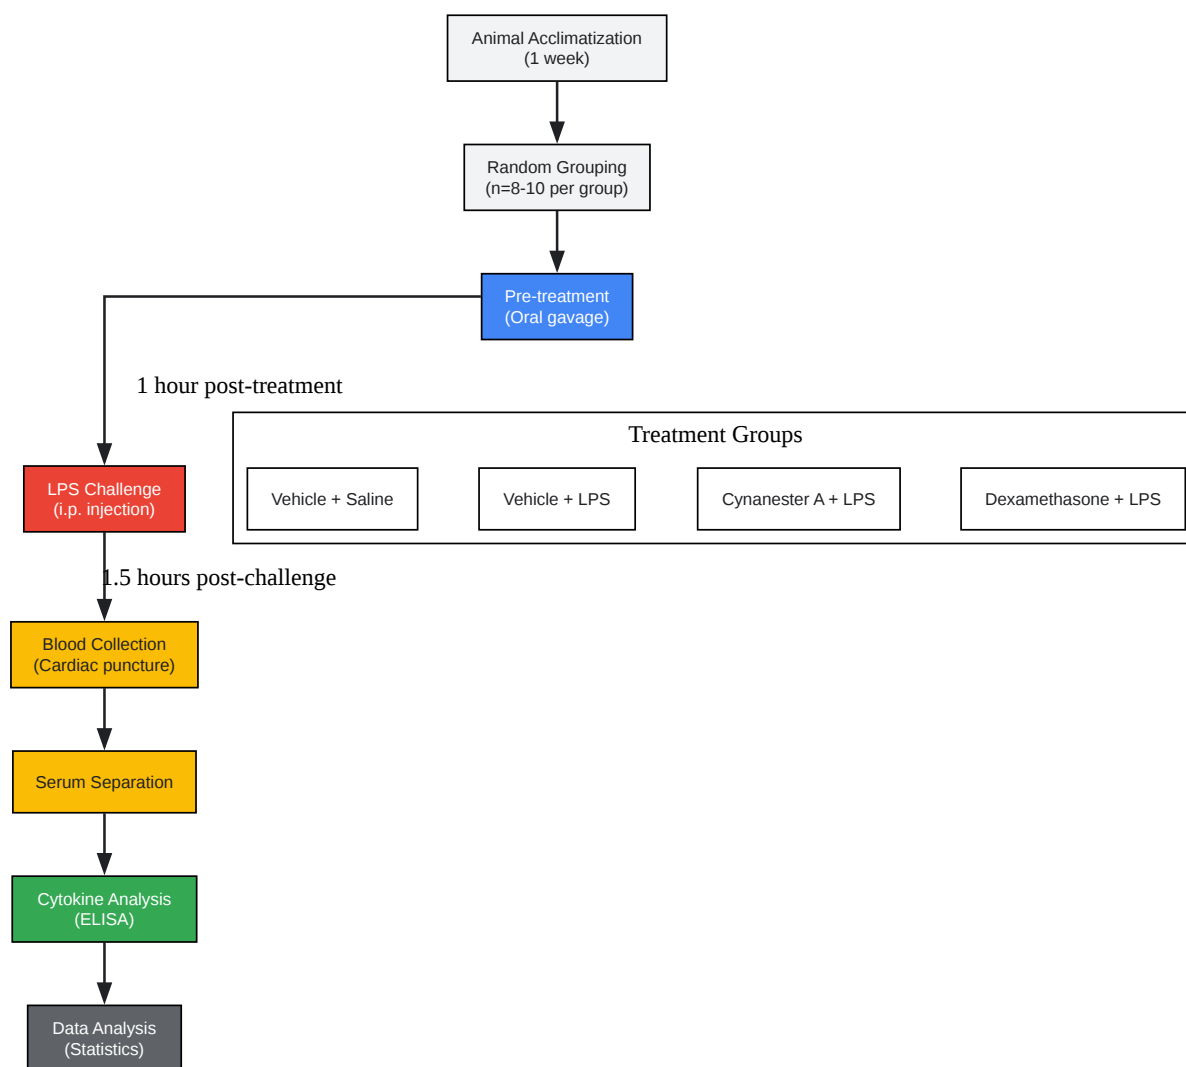 Animal Acclimatization
(1 week)
Random Grouping
(n=8-10 per group)
Pre-treatment
(Oral gavage)
1 hour post-treatment
Treatment Groups
LPS Challenge
(i.p. injection)
Vehicle + Saline
Vehicle + LPS
Cynanester A + LPS
Dexamethasone + LPS
1.5 hours post-challenge
Blood Collection
(Cardiac puncture)
Serum Separation
Cytokine Analysis
(ELISA)
Data Analysis
(Statistics)